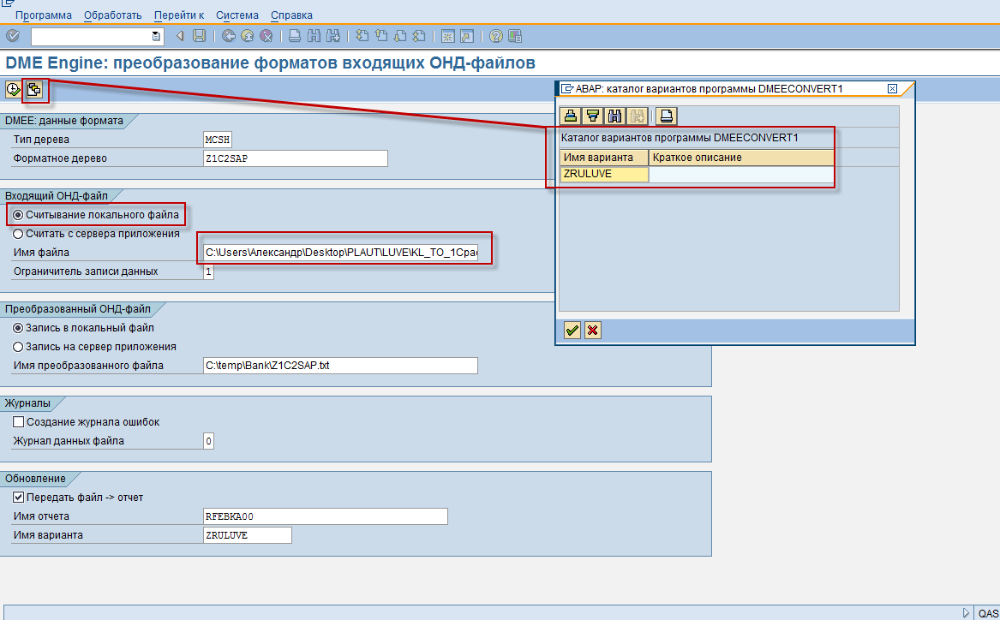 Программа Обработать Перейти к Система Справка
DME Engine: преобразование форматов входящих ОНД-файлов
DMEE: данные формата
Тип дерева MCSH
Форматное дерево Z1C2SAP
Входящий ОНД-файл
Считывание локального файла
Считать с сервера приложения
Имя файла C:\Users\Александр\Desktop\PLAUT\LUVE\KL_TO_1Срас
Ограничитель записи данных 1
Преобразованный ОНД-файл
Запись в локальный файл
Запись на сервер приложения
Имя преобразованного файла C:\temp\Bank\Z1C2SAP.txt
Журналы
Создание журнала ошибок
Журнал данных файла 0
Обновление
Передать файл -> отчет
Имя отчета RFEBKA00
Имя варианта ZRULUVE
ABAP: каталог вариантов программы DMEECONVERT1
Каталог вариантов программы DMEECONVERT1
Имя варианта Краткое описание
ZRULUVE
QAS